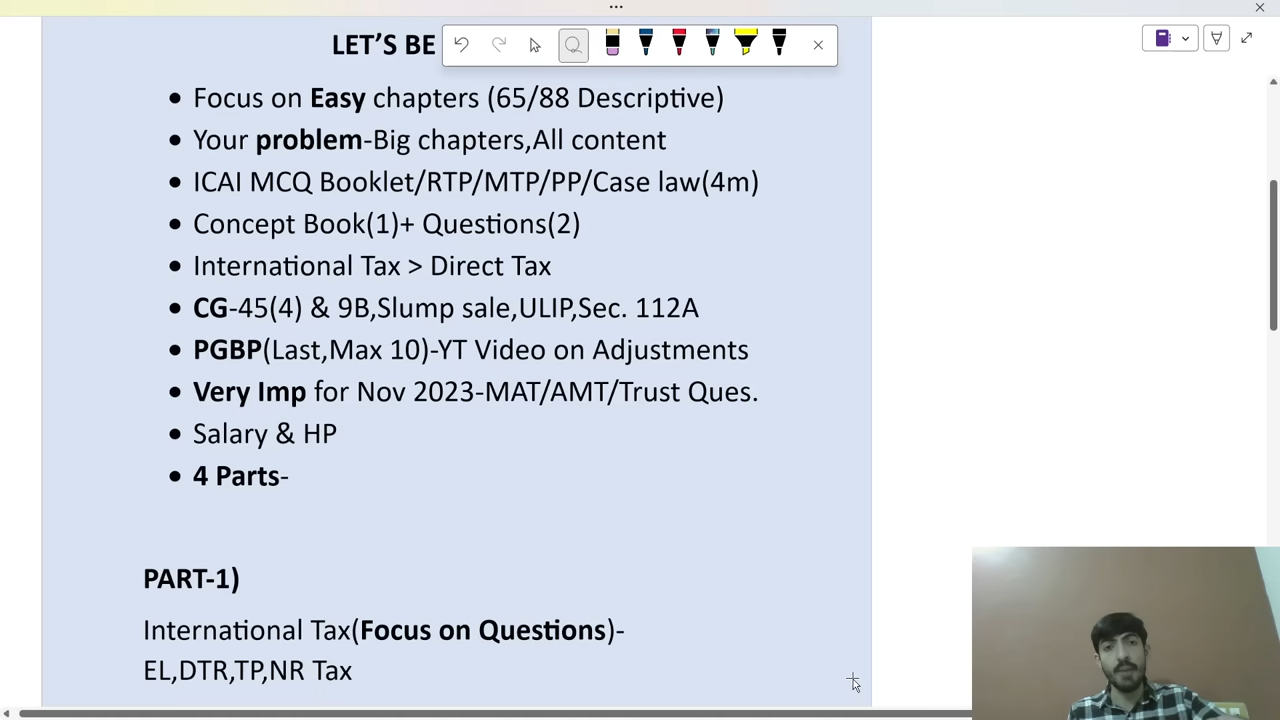 LET’S BE
• Focus on Easy chapters (65/88 Descriptive)
• Your problem-Big chapters,All content
• ICAI MCQ Booklet/RTP/MTP/PP/Case law(4m)
• Concept Book(1)+ Questions(2)
• International Tax > Direct Tax
• CG-45(4) & 9B,Slump sale,ULIP,Sec. 112A
• PGBP(Last,Max 10)-YT Video on Adjustments
• Very Imp for Nov 2023-MAT/AMT/Trust Ques.
• Salary & HP
• 4 Parts-
PART-1)
International Tax(Focus on Questions)-
EL,DTR,TP,NR Tax